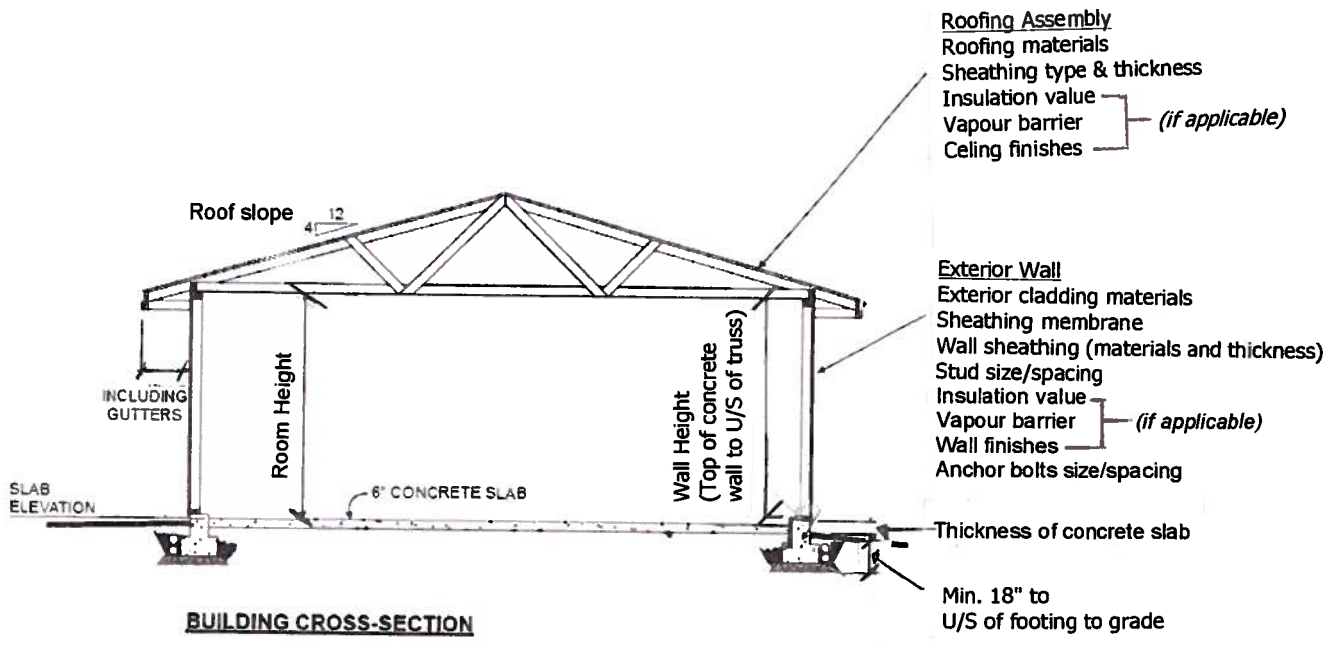 Roofing Assembly
Roofing materials
Sheathing type & thickness
Insulation value
Vapour barrier
Celing finishes
(if applicable)
Roof slope
12
4
Exterior Wall
Exterior cladding materials
Sheathing membrane
Wall sheathing (materials and thickness)
Stud size/spacing
Insulation value
Vapour barrier
Wall finishes
(if applicable)
Anchor bolts size/spacing
INCLUDING
GUTTERS
Room Height
Wall Height
(Top of concrete
wall to U/S of truss)
SLAB
ELEVATION
6" CONCRETE SLAB
Thickness of concrete slab
Min. 18" to
U/S of footing to grade
BUILDING CROSS-SECTION